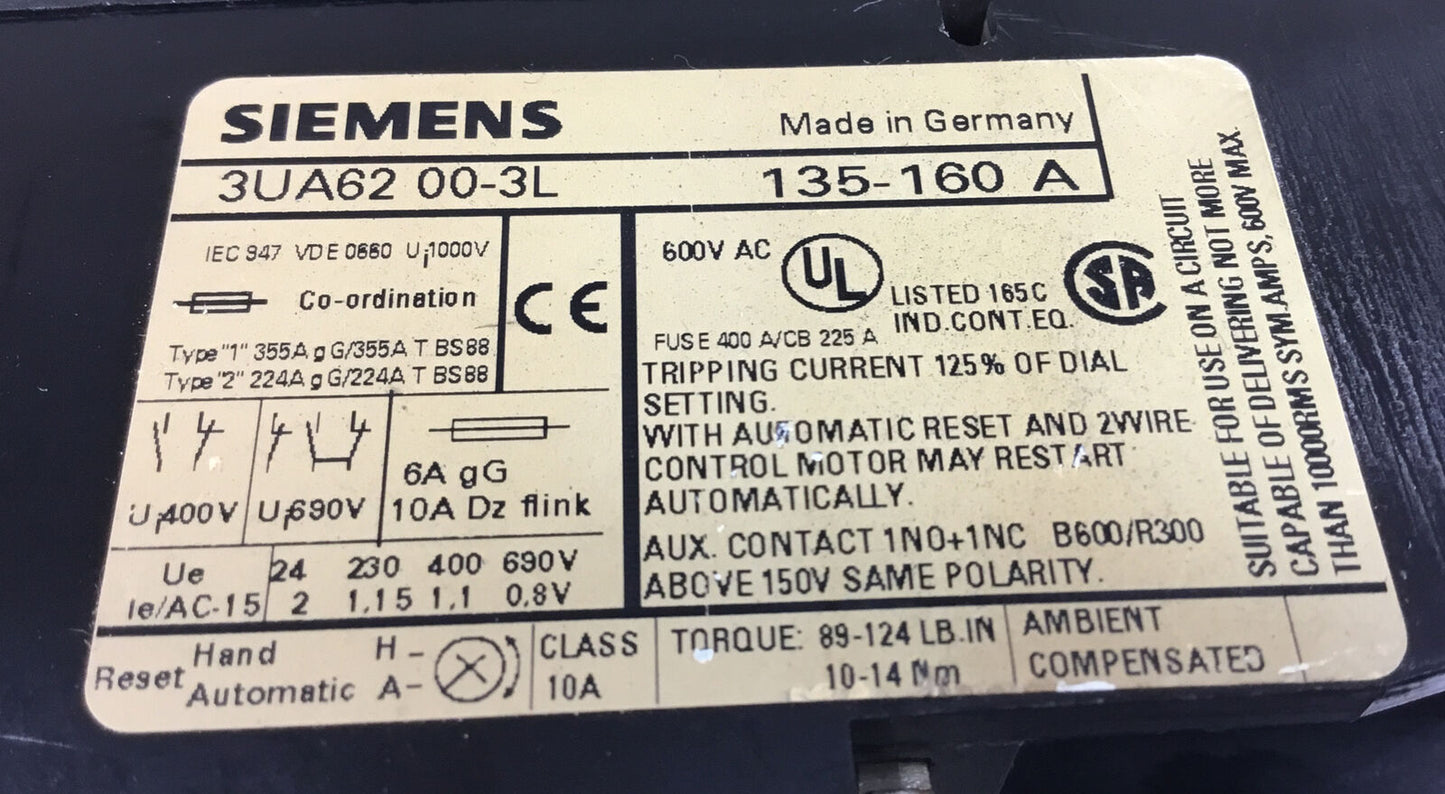 SIEMENS Made in Germany
3UA62 00-3L 135-160 A
IEC 947 VDE 0660 Ui1000V
Co-ordination
Type "1" 355A gG/355A T BS88
Type "2" 224A gG/224A T BS88
CE
Ui400V Ui690V
6A gG
10A Dz flink
Ue 24 230 400 690V
Ie/AC-15 2 1,15 1,1 0,8V
600V AC UL LISTED 165C
IND.CONT.EQ.
SA
FUSE 400 A/CB 225 A
TRIPPING CURRENT 125% OF DIAL
SETTING.
WITH AUTOMATIC RESET AND 2WIRE
CONTROL MOTOR MAY RESTART
AUTOMATICALLY.
AUX. CONTACT 1NO+1NC B600/R300
ABOVE 150V SAME POLARITY.
SUITABLE FOR USE ON A CIRCUIT
CAPABLE OF DELIVERING NOT MORE
THAN 10000RMS SYM.AMPS, 600V MAX.
Reset Hand H-
Automatic A-
CLASS
10A
TORQUE: 89-124 LB.IN
10-14 Nm
AMBIENT
COMPENSATED